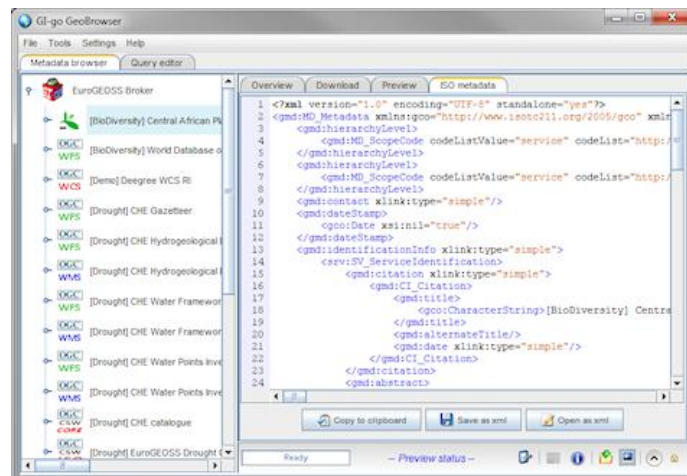 GI-go GeoBrowser
File Tools Settings Help
Metadata browser Query editor
EuroGEOSS Broker
[BioDiversity] Central African Pl
OGC WPS [BioDiversity] World Database o
OGC WCS [Demo] Deegree WCS RI
OGC WFS [Drought] CHE Gazetteer
OGC WFS [Drought] CHE Hydrogeological
OGC WMS [Drought] CHE Hydrogeological
OGC WFS [Drought] CHE Water Framewor
OGC WMS [Drought] CHE Water Framewor
OGC WFS [Drought] CHE Water Points Inve
OGC WMS [Drought] CHE Water Points Inve
OGC CSW CORE [Drought] CHE catalogue
OGC CSW [Drought] EuroGEOSS Drought
Overview Download Preview ISO metadata
1 <?xml version="1.0" encoding="UTF-8" standalone="yes"?>
2 <gmd:MD_Metadata xmlns:gco="http://www.isotc211.org/2005/gco" xmln
3 <gmd:hierarchyLevel>
4 <gmd:MD_ScopeCode codeListValue="service" codeList="http:/
5 </gmd:hierarchyLevel>
6 <gmd:hierarchyLevel>
7 <gmd:MD_ScopeCode codeListValue="service" codeList="http:/
8 </gmd:hierarchyLevel>
9 <gmd:contact xlink:type="simple"/>
10 <gmd:dateStamp>
11 <gco:Date xsi:nil="true"/>
12 </gmd:dateStamp>
13 <gmd:identificationInfo xlink:type="simple">
14 <srv:SV_ServiceIdentification>
15 <gmd:citation xlink:type="simple">
16 <gmd:CI_Citation>
17 <gmd:title>
18 <gco:CharacterString>[BioDiversity] Centra
19 </gmd:title>
20 <gmd:alternateTitle/>
21 <gmd:date xlink:type="simple"/>
22 </gmd:CI_Citation>
23 </gmd:citation>
24 <gmd:abstract>
Copy to clipboard Save as xml Open as xml
Ready -- Preview status --